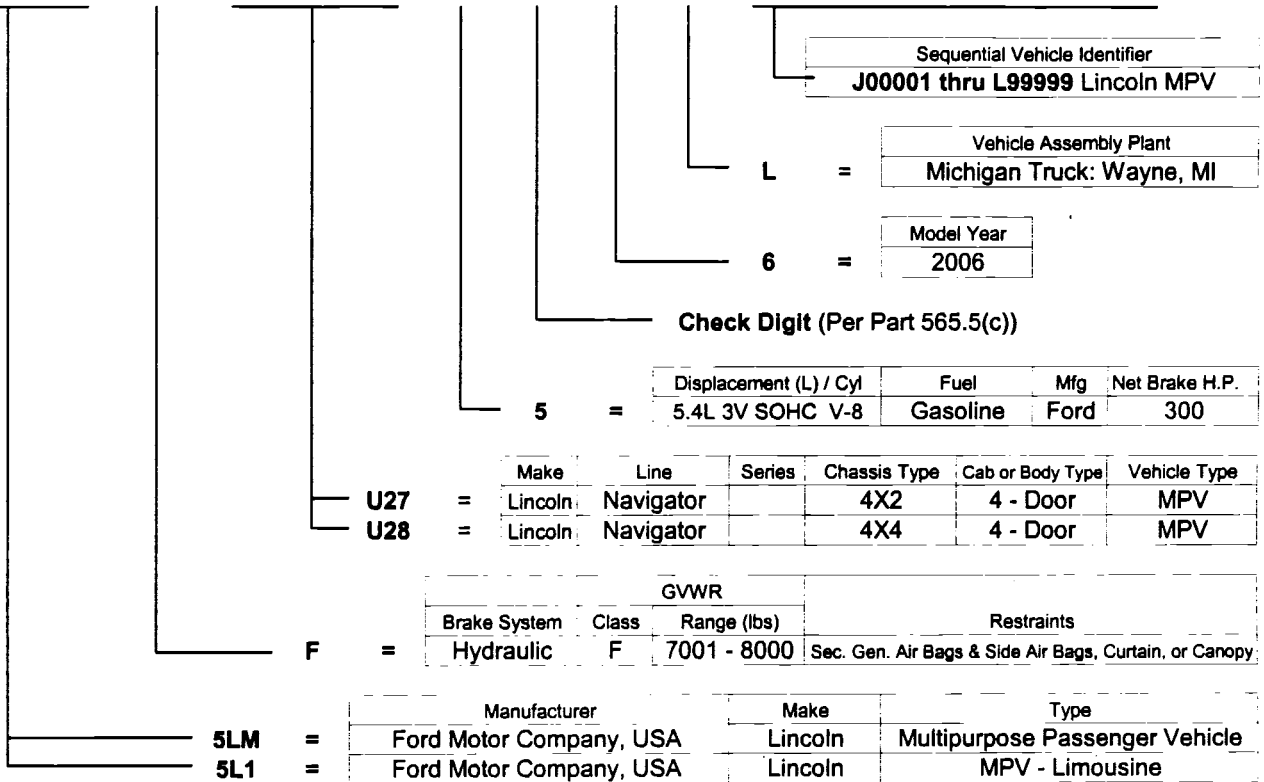 Sequential Vehicle Identifier
J00001 thru L99999 Lincoln MPV
Vehicle Assembly Plant
L = Michigan Truck: Wayne, MI
Model Year
6 = 2006
Check Digit (Per Part 565.5(c))
Displacement (L) / Cyl Fuel Mfg Net Brake H.P.
5 = 5.4L 3V SOHC V-8 Gasoline Ford 300
Make Line Series Chassis Type Cab or Body Type Vehicle Type
U27 = Lincoln Navigator 4X2 4 - Door MPV
U28 = Lincoln Navigator 4X4 4 - Door MPV
GVWR
Brake System Class Range (lbs) Restraints
F = Hydraulic F 7001 - 8000 Sec. Gen. Air Bags & Side Air Bags, Curtain, or Canopy
Manufacturer Make Type
5LM = Ford Motor Company, USA Lincoln Multipurpose Passenger Vehicle
5L1 = Ford Motor Company, USA Lincoln MPV - Limousine